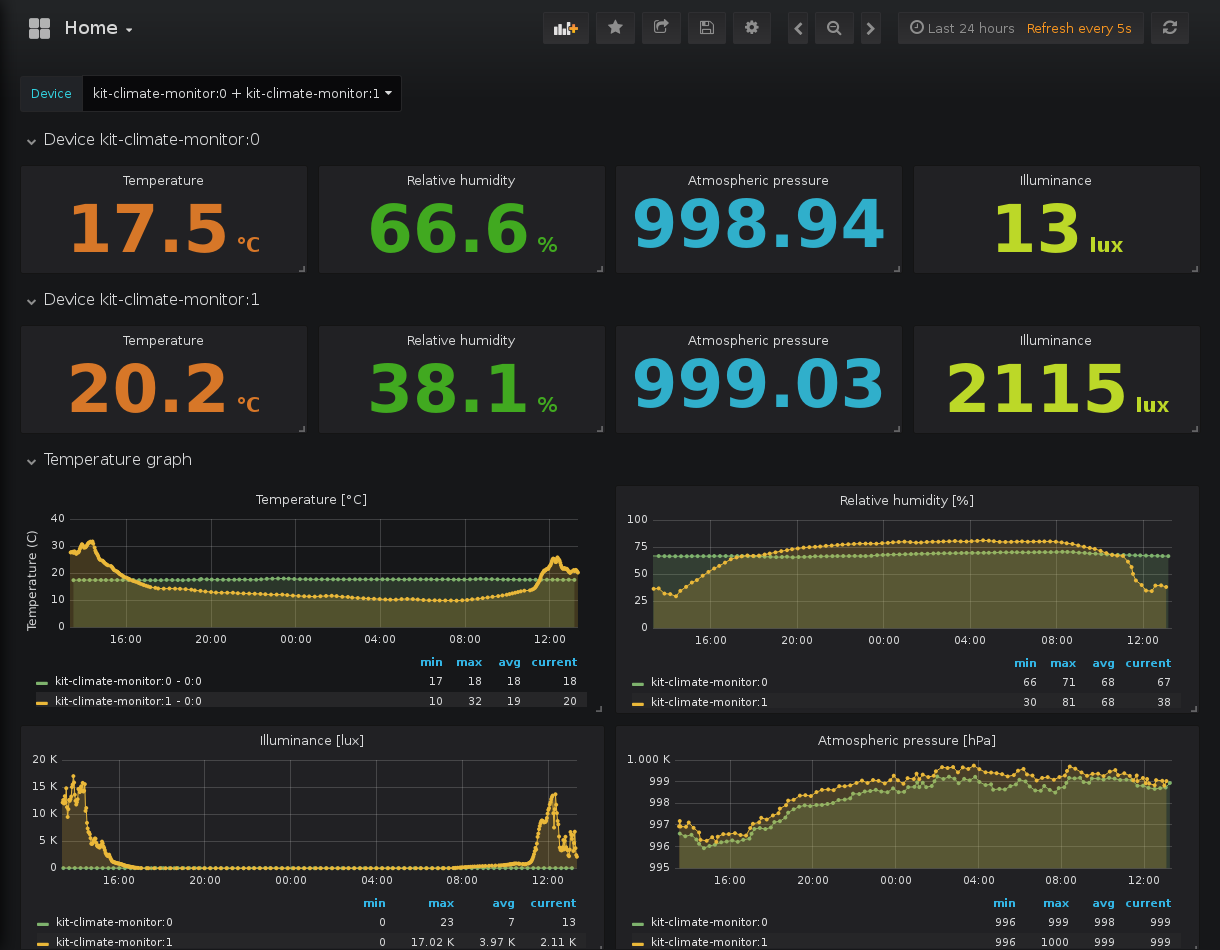 Home
Last 24 hours Refresh every 5s
Device kit-climate-monitor:0 + kit-climate-monitor:1
Device kit-climate-monitor:0
Temperature Relative humidity Atmospheric pressure Illuminance
17.5 °C 66.6 % 998.94 13 lux
Device kit-climate-monitor:1
Temperature Relative humidity Atmospheric pressure Illuminance
20.2 °C 38.1 % 999.03 2115 lux
Temperature graph
Temperature [°C]
Temperature (C)
40
30
20
10
0
16:00 20:00 00:00 04:00 08:00 12:00
min max avg current
kit-climate-monitor:0 - 0:0 17 18 18 18
kit-climate-monitor:1 - 0:0 10 32 19 20
Relative humidity [%]
100
75
50
25
0
16:00 20:00 00:00 04:00 08:00 12:00
min max avg current
kit-climate-monitor:0 66 71 68 67
kit-climate-monitor:1 30 81 68 38
Illuminance [lux]
20 K
15 K
10 K
5 K
0
16:00 20:00 00:00 04:00 08:00 12:00
min max avg current
kit-climate-monitor:0 0 23 7 13
kit-climate-monitor:1 0 17.02 K 3.97 K 2.11 K
Atmospheric pressure [hPa]
1.000 K
999
998
997
996
995
16:00 20:00 00:00 04:00 08:00 12:00
min max avg current
kit-climate-monitor:0 996 999 998 999
kit-climate-monitor:1 996 1000 999 999